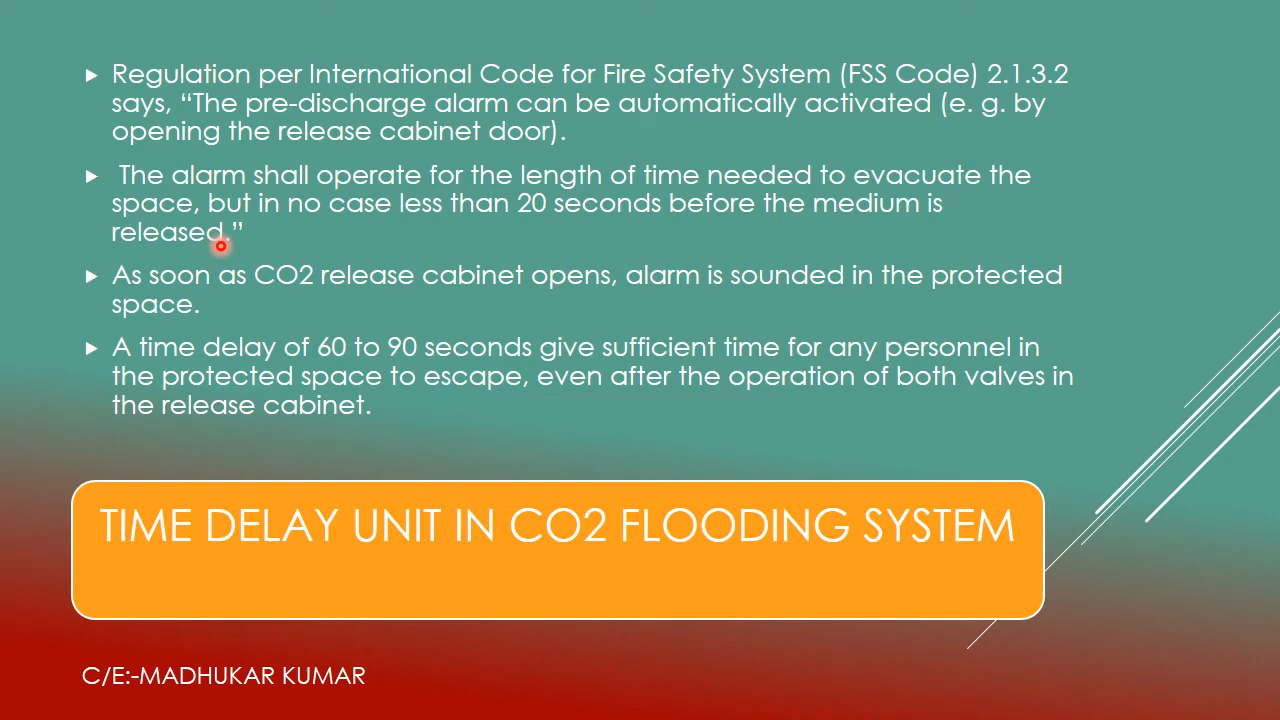 Regulation per International Code for Fire Safety System (FSS Code) 2.1.3.2
says, “The pre-discharge alarm can be automatically activated (e. g. by
opening the release cabinet door).
The alarm shall operate for the length of time needed to evacuate the
space, but in no case less than 20 seconds before the medium is
released.”
As soon as CO2 release cabinet opens, alarm is sounded in the protected
space.
A time delay of 60 to 90 seconds give sufficient time for any personnel in
the protected space to escape, even after the operation of both valves in
the release cabinet.
TIME DELAY UNIT IN CO2 FLOODING SYSTEM
C/E:-MADHUKAR KUMAR